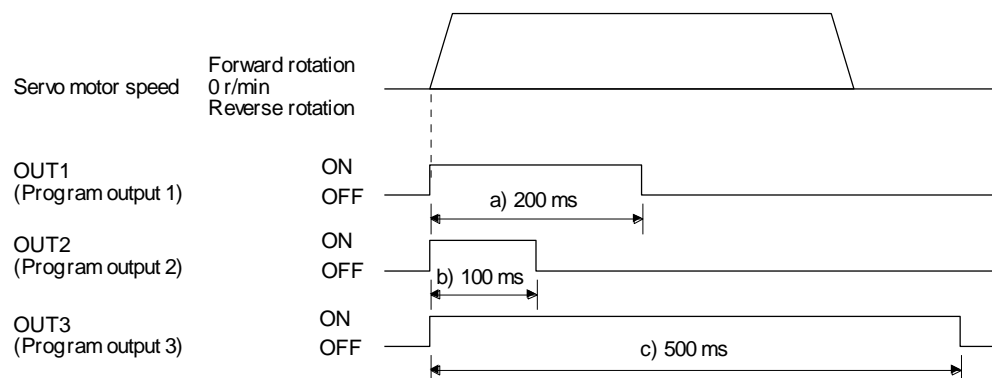 Forward rotation
Servo motor speed 0 r/min
Reverse rotation
OUT1 ON
(Program output 1) OFF
a) 200 ms
OUT2 ON
(Program output 2) OFF
b) 100 ms
OUT3 ON
(Program output 3) OFF
c) 500 ms